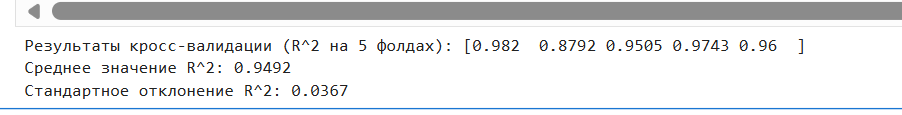 Результаты кросс-валидации (R^2 на 5 фолдах): [0.982  0.8792 0.9505 0.9743 0.96  ]
Среднее значение R^2: 0.9492
Стандартное отклонение R^2: 0.0367